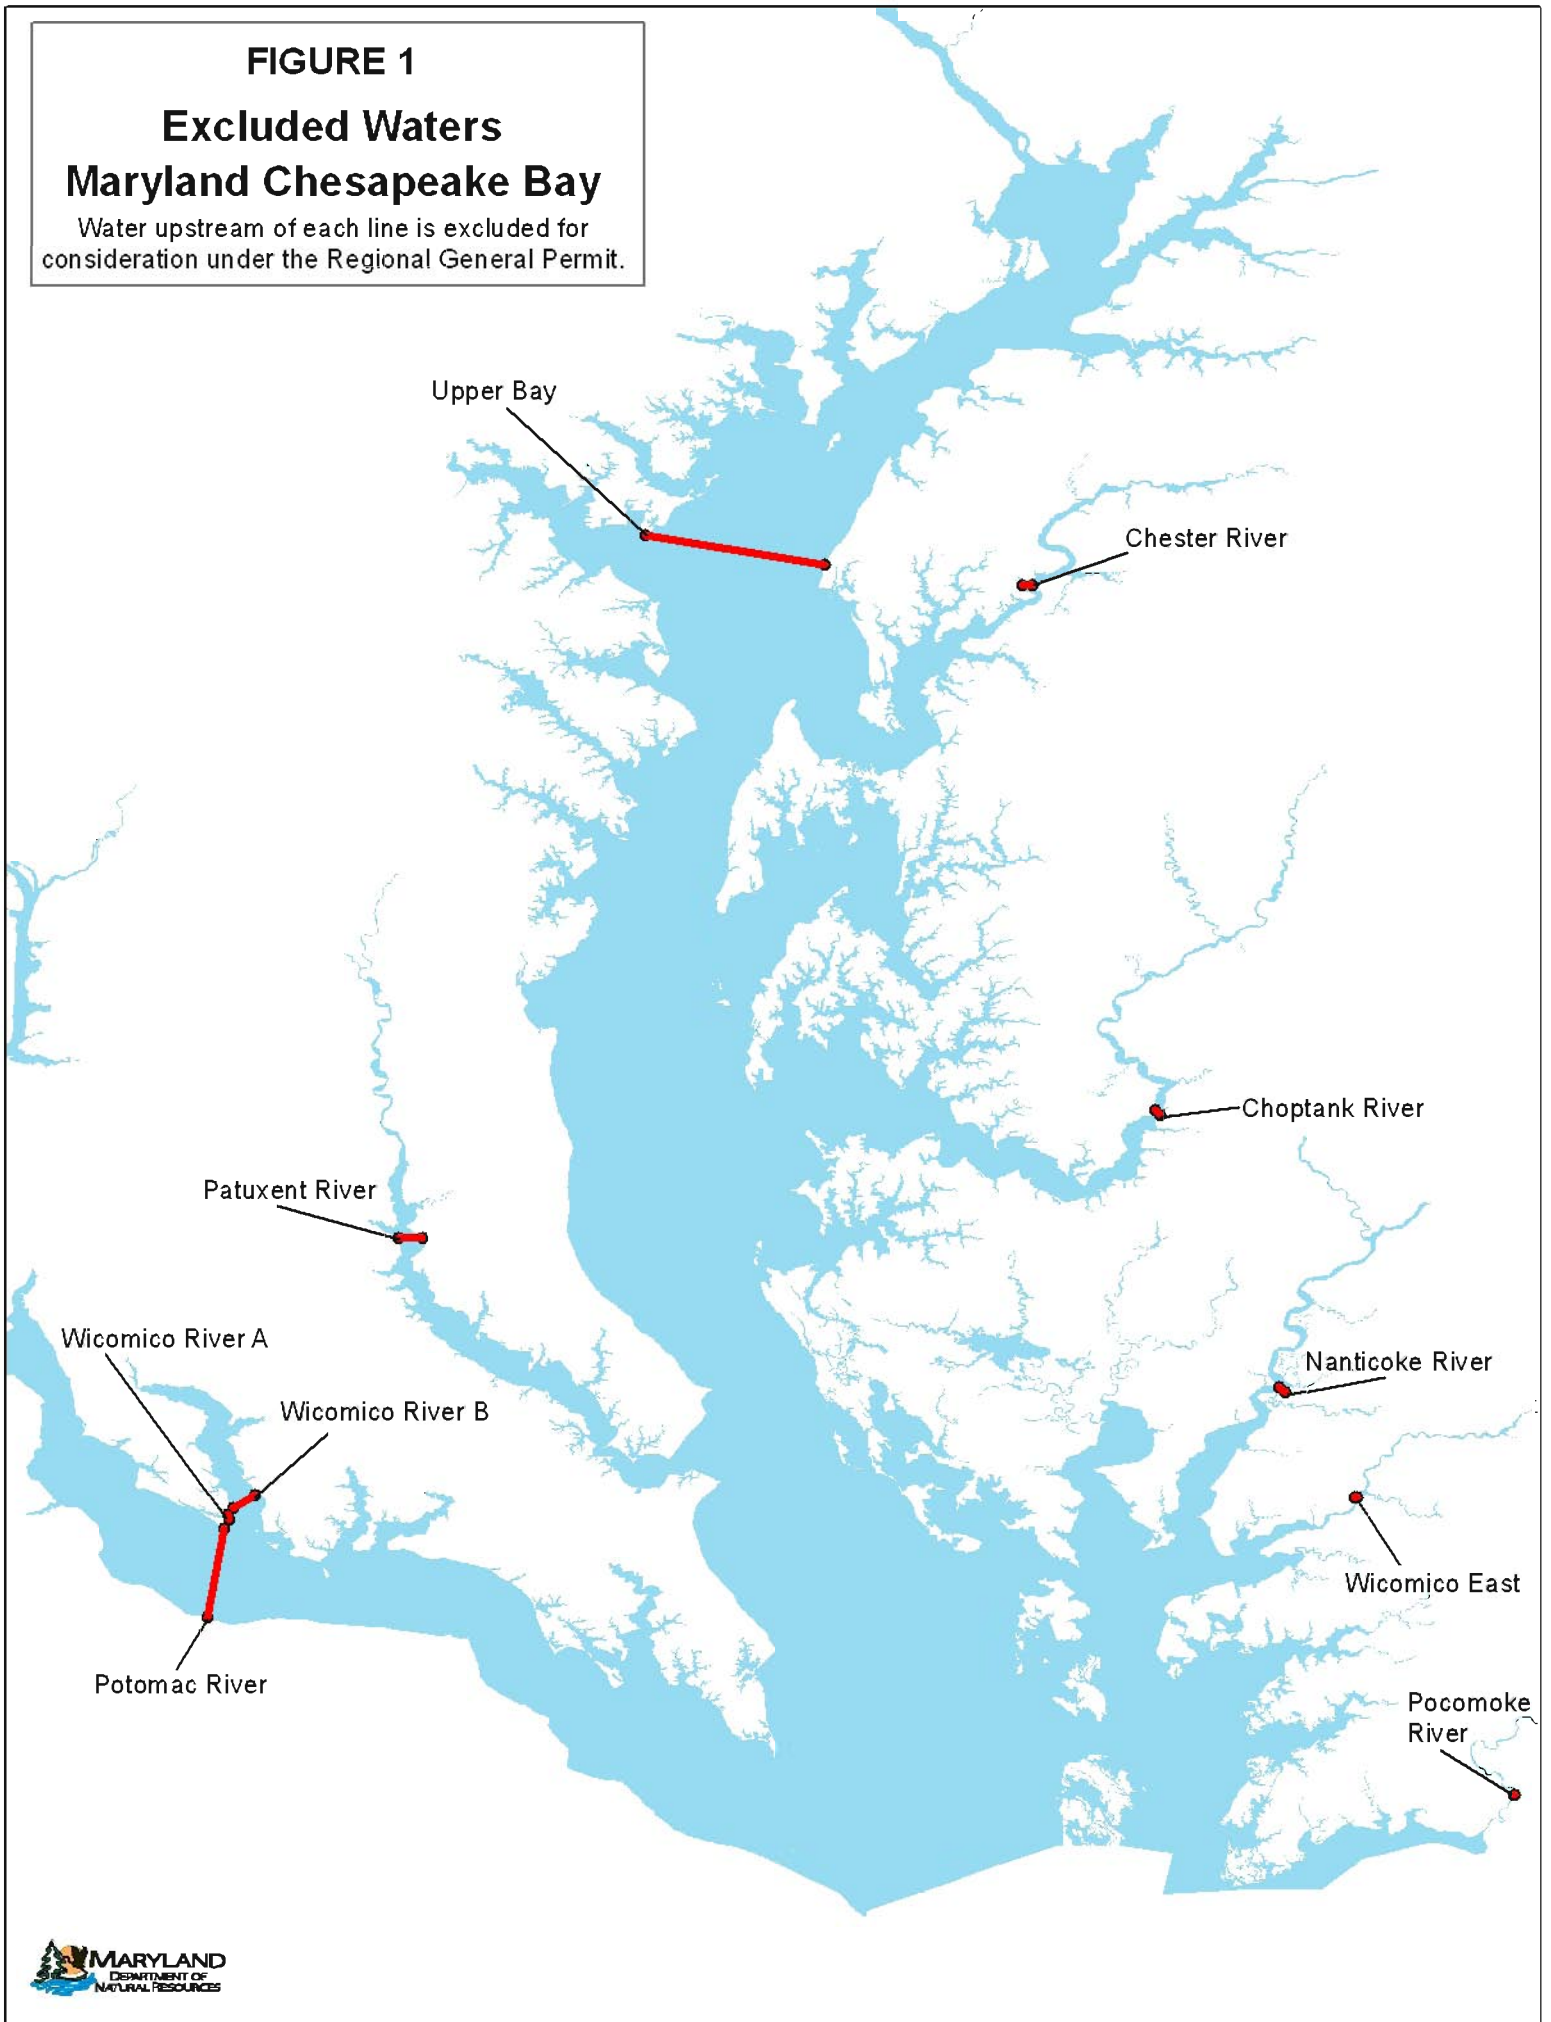 FIGURE 1
Excluded Waters
Maryland Chesapeake Bay
Water upstream of each line is excluded for
consideration under the Regional General Permit.
Upper Bay
Chester River
Choptank River
Patuxent River
Wicomico River A
Nanticoke River
Wicomico River B
Wicomico East
Potomac River
Pocomoke
River
MARYLAND
DEPARTMENT OF
NATURAL RESOURCES